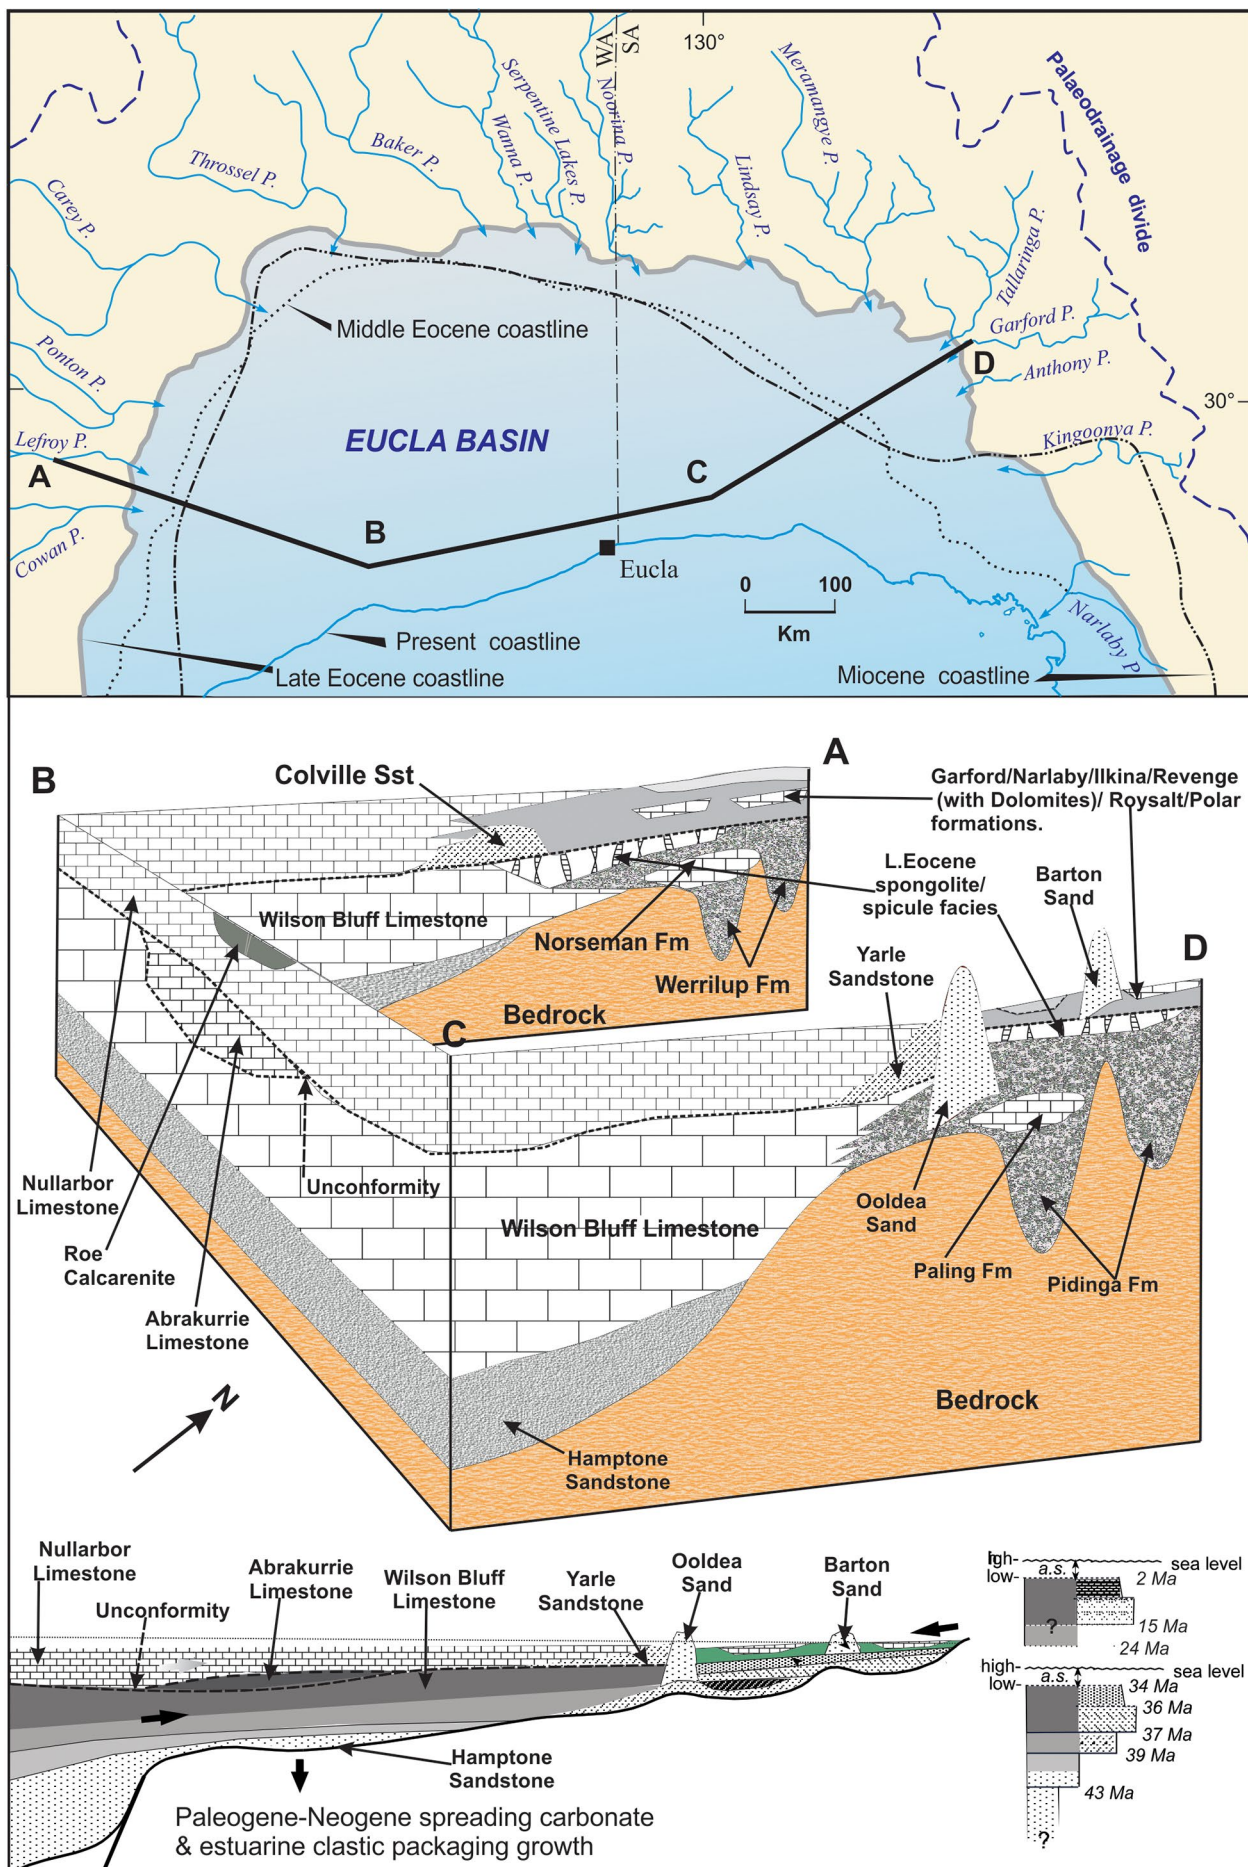 WA
SA
130°
Meramangye P.
Palaeodrainage divide
Serpentine Lakes P.
Noorina P.
Wanna P.
Baker P.
Throssel P.
Lindsay P.
Carey P.
Tallaringa P.
Garford P.
Middle Eocene coastline
Ponton P.
D
Anthony P.
30°
EUCLA BASIN
Lefroy P.
Kingoonya P.
A
C
B
Cowan P.
Eucla
0 100
Km
Narlaby P.
Present coastline
Late Eocene coastline
Miocene coastline
B
A
Colville Sst
Garford/Narlaby/Ilkina/Revenge
(with Dolomites)/ Roysalt/Polar
formations.
L.Eocene
spongolite/
spicule facies
Barton
Sand
Wilson Bluff Limestone
Norseman Fm
Yarle
Sandstone
D
Werrilup Fm
Bedrock
C
Nullarbor
Limestone
Unconformity
Wilson Bluff Limestone
Ooldea
Sand
Roe
Calcarenite
Paling Fm
Pidinga Fm
Abrakurrie
Limestone
N
Bedrock
Hamptone
Sandstone
Nullarbor
Limestone
Abrakurrie
Limestone
Wilson Bluff
Limestone
Yarle
Sandstone
Ooldea
Sand
Barton
Sand
Unconformity
high-
low-
a.s.
sea level
2 Ma
?
15 Ma
24 Ma
high-
low-
a.s.
sea level
34 Ma
36 Ma
37 Ma
39 Ma
43 Ma
?
Hamptone
Sandstone
Paleogene-Neogene spreading carbonate
& estuarine clastic packaging growth